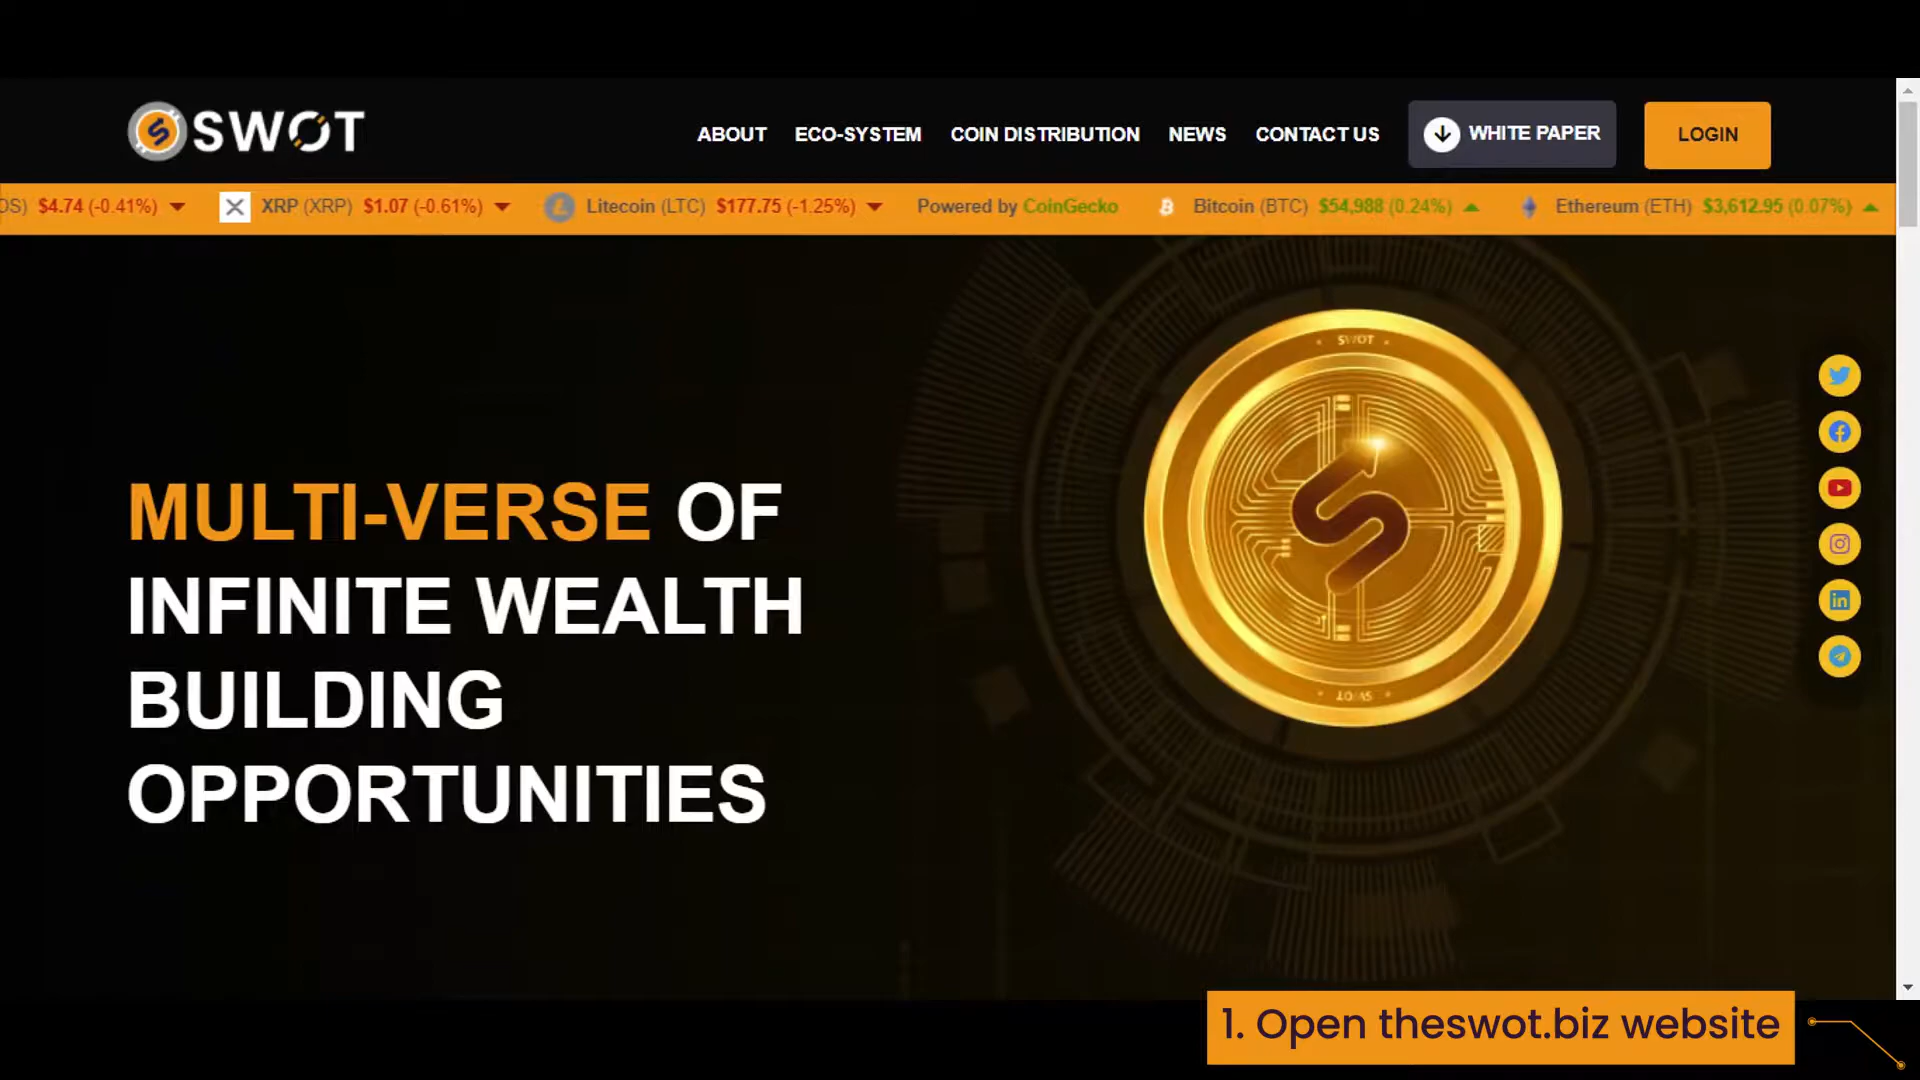 SWOT
ABOUT ECO-SYSTEM COIN DISTRIBUTION NEWS CONTACT US WHITE PAPER LOGIN
OS) $4.74 (-0.41%) XRP (XRP) $1.07 (-0.61%) Litecoin (LTC) $177.75 (-1.25%) Powered by CoinGecko Bitcoin (BTC) $54,988 (0.24%) Ethereum (ETH) $3,612.95 (0.07%)
SWOT
MULTI-VERSE OF
INFINITE WEALTH
BUILDING
OPPORTUNITIES
SWOT
1. Open theswot.biz website